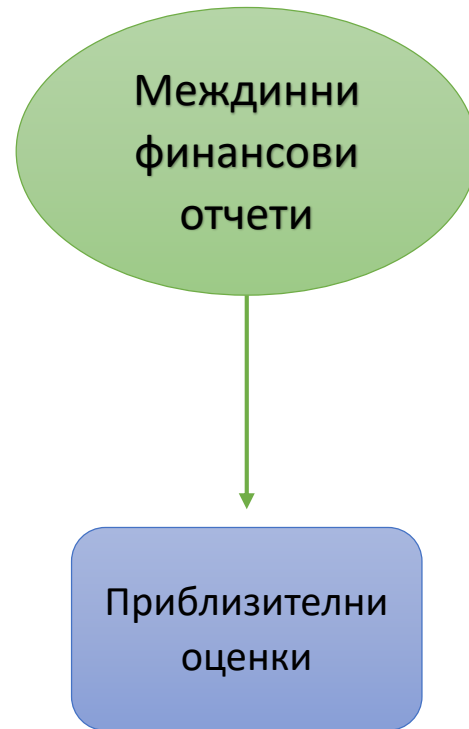 Междинни
финансови
отчети
Приблизителни
оценки